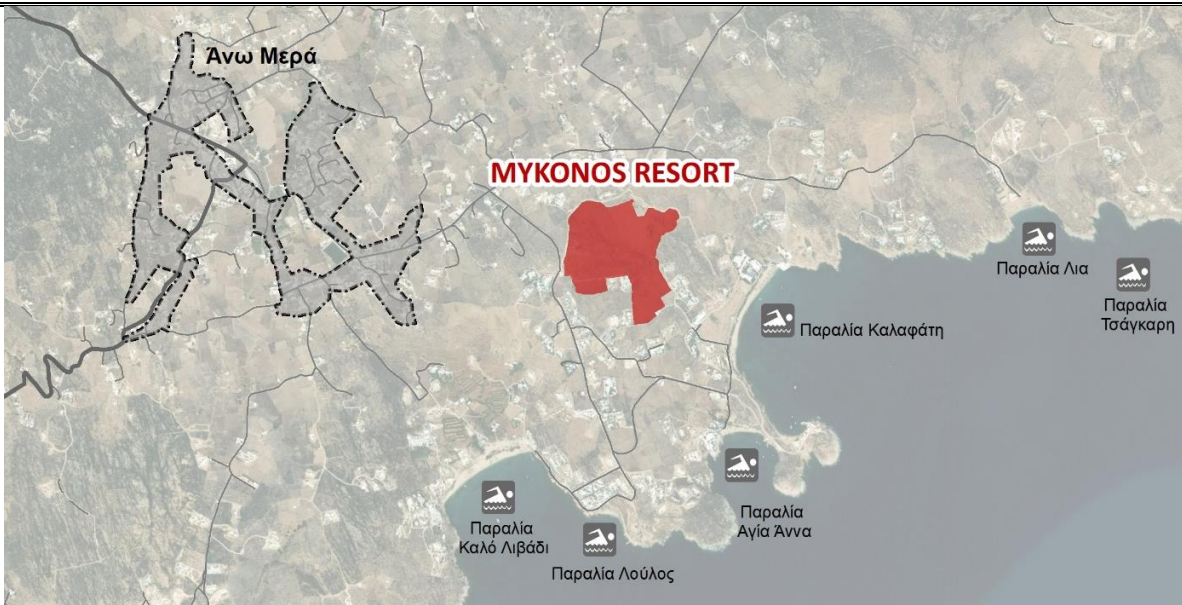 Άνω Μερά
MYKONOS RESORT
Παραλία Λια
Παραλία
Τσάγκαρη
Παραλία Καλαφάτη
Παραλία
Καλό Λιβάδι
Παραλία
Αγία Άννα
Παραλία Λούλος